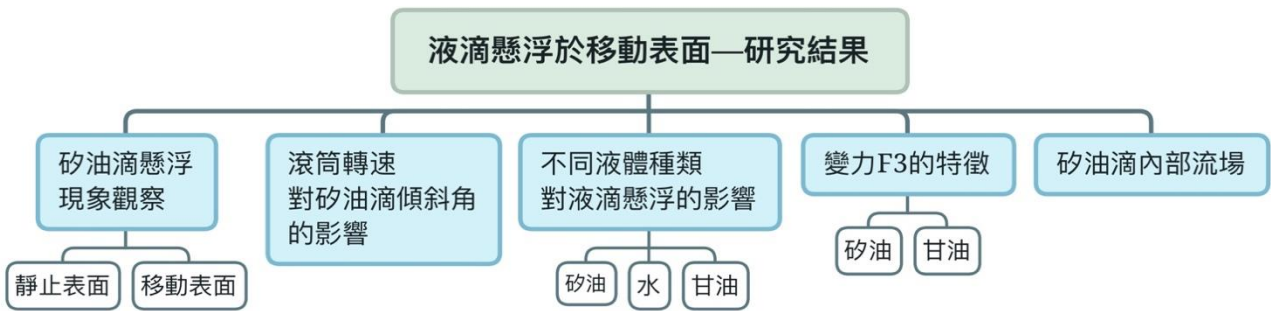 液滴懸浮於移動表面—研究結果
矽油滴懸浮
現象觀察
靜止表面
移動表面
滾筒轉速
對矽油滴傾斜角
的影響
不同液體種類
對液滴懸浮的影響
矽油
水
甘油
變力F3的特徵
矽油
甘油
矽油滴內部流場